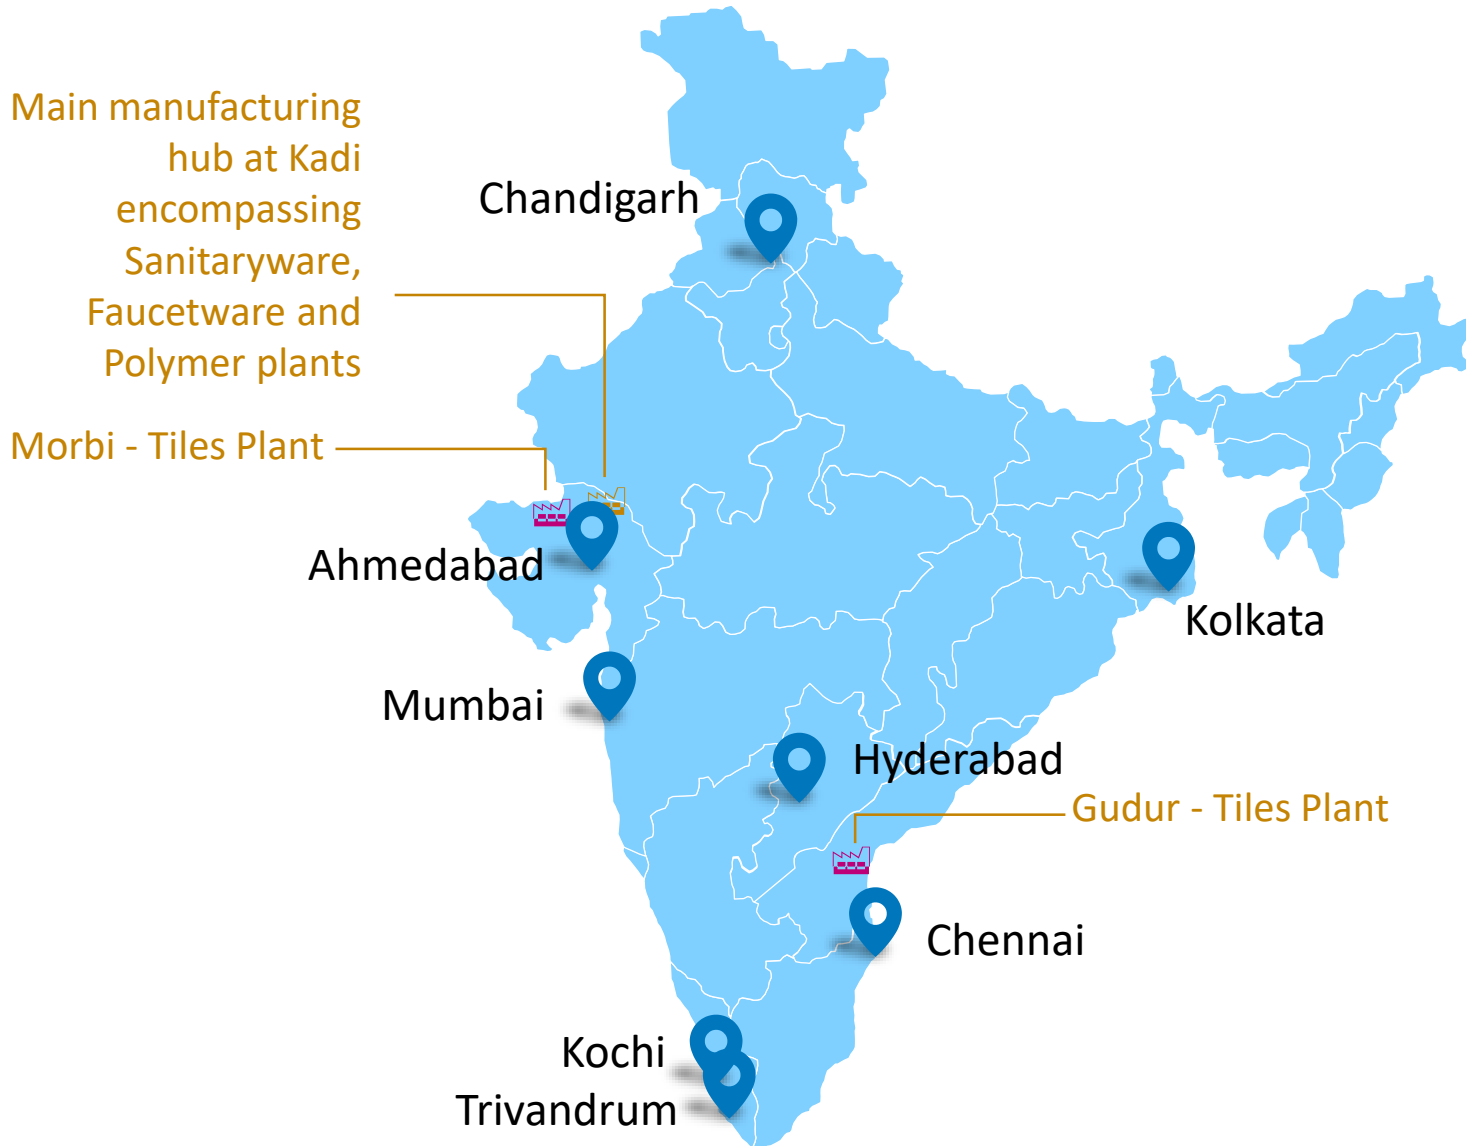 Main manufacturing
hub at Kadi
encompassing
Sanitaryware,
Faucetware and
Polymer plants
Chandigarh
Morbi - Tiles Plant
Ahmedabad
Kolkata
Mumbai
Hyderabad
Gudur - Tiles Plant
Chennai
Kochi
Trivandrum